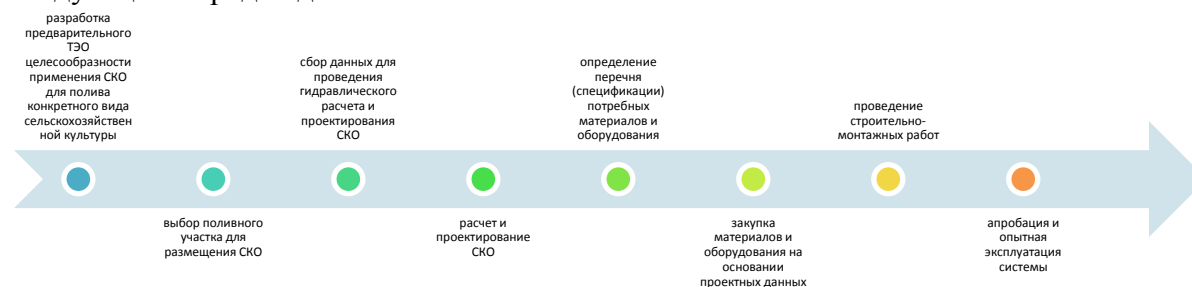 разработка
предварительного
ТЭО
целесообразности
применения СКО
для полива
конкретного вида
сельскохозяйствен
ной культуры
выбор поливного
участка для
размещения СКО
сбор данных для
проведения
гидравлического
расчета и
проектирования
СКО
расчет и
проектирование
СКО
определение
перечня
(спецификации)
потребных
материалов и
оборудования
закупка
материалов и
оборудования на
основании
проектных данных
проведение
строительно-
монтажных работ
апробация и
опытная
эксплуатация
системы